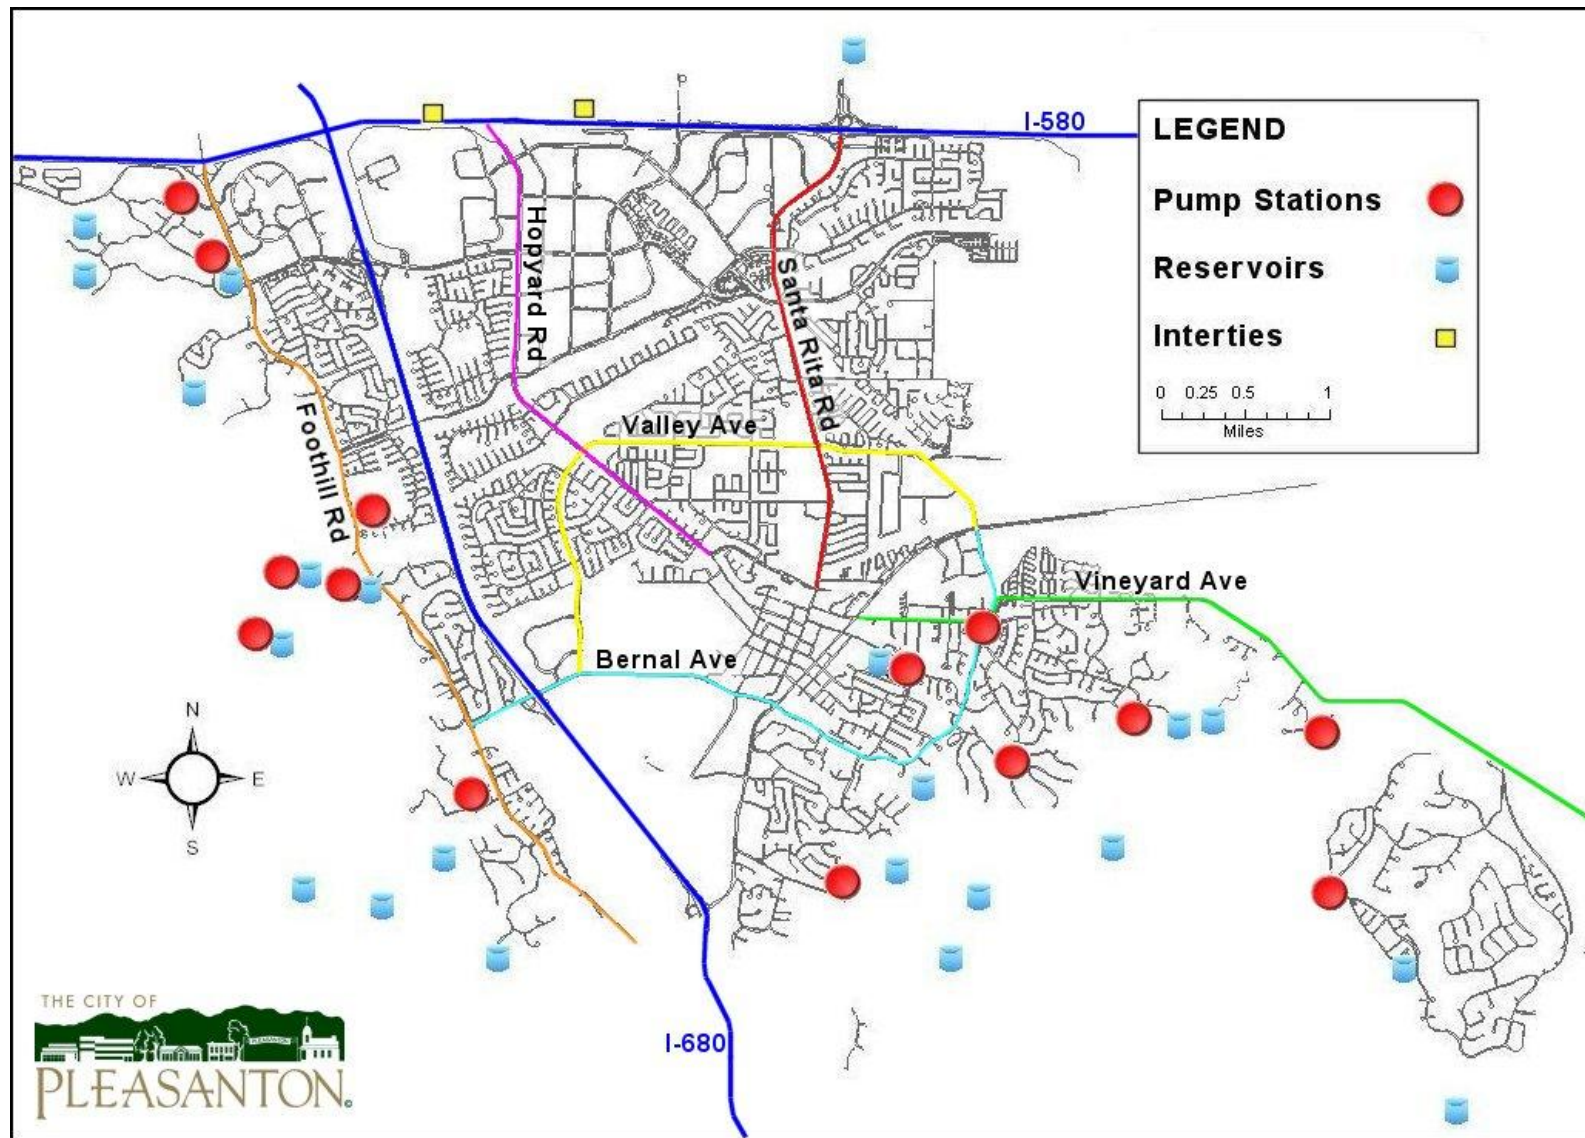 I-580
LEGEND
Pump Stations
Reservoirs
Interties
0 0.25 0.5 1
Miles
Hopyard Rd
Santa Rita Rd
Foothill Rd
Valley Ave
Vineyard Ave
Bernal Ave
N
W E
S
I-680
THE CITY OF
PLEASANTON
PLEASANTON